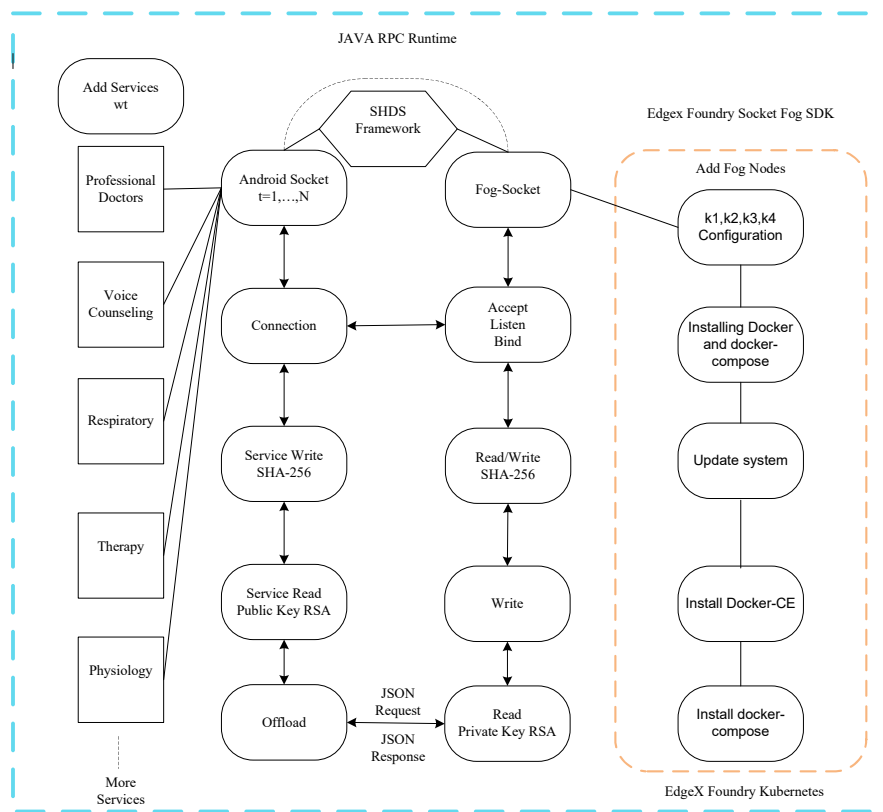 JAVA RPC Runtime
Add Services
wt
SHDS
Framework
Edgex Foundry Socket Fog SDK
Professional
Doctors
Android Socket
t=1,...,N
Fog-Socket
Add Fog Nodes
k1,k2,k3,k4
Configuration
Voice
Counseling
Connection
Accept
Listen
Bind
Installing Docker
and docker-
compose
Respiratory
Service Write
SHA-256
Read/Write
SHA-256
Update system
Therapy
Service Read
Public Key RSA
Write
Install Docker-CE
Physiology
Offload
JSON
Request
JSON
Response
Read
Private Key RSA
Install docker-
compose
More
Services
EdgeX Foundry Kubernetes